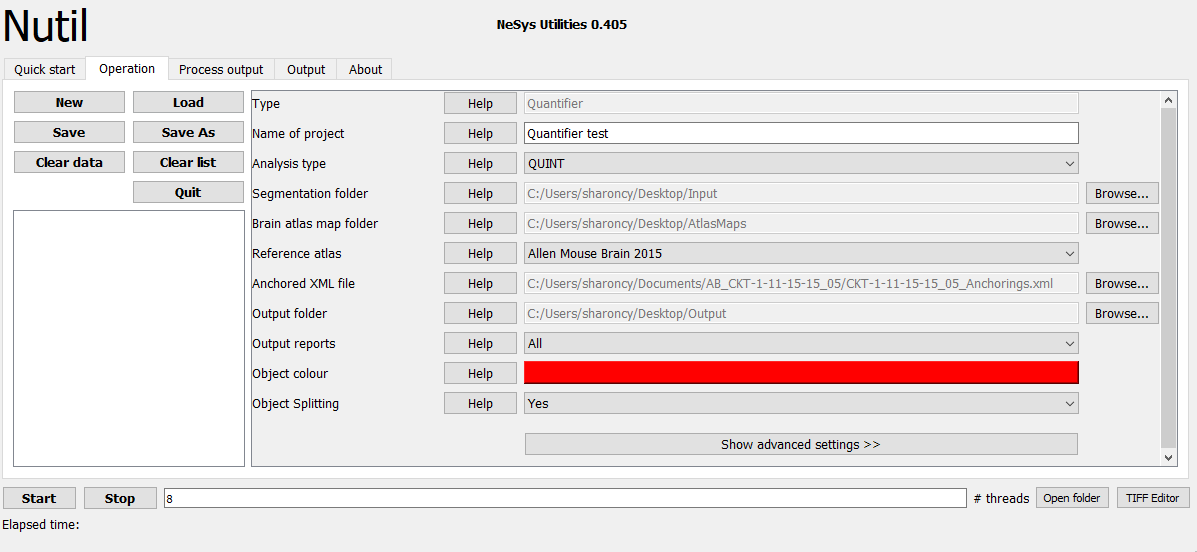 Nutil
NeSys Utilities 0.405
Quick start Operation Process output Output About
New Load
Save Save As
Clear data Clear list
Quit
Type Help Quantifier
Name of project Help Quantifier test
Analysis type Help QUINT
Segmentation folder Help C:/Users/sharoncy/Desktop/Input Browse...
Brain atlas map folder Help C:/Users/sharoncy/Desktop/AtlasMaps Browse...
Reference atlas Help Allen Mouse Brain 2015
Anchored XML file Help C:/Users/sharoncy/Documents/AB_CKT-1-11-15-15_05/CKT-1-11-15-15_05_Anchorings.xml Browse...
Output folder Help C:/Users/sharoncy/Desktop/Output Browse...
Output reports Help All
Object colour Help
Object Splitting Help Yes
Show advanced settings >>
Start Stop 8 # threads Open folder TIFF Editor
Elapsed time: